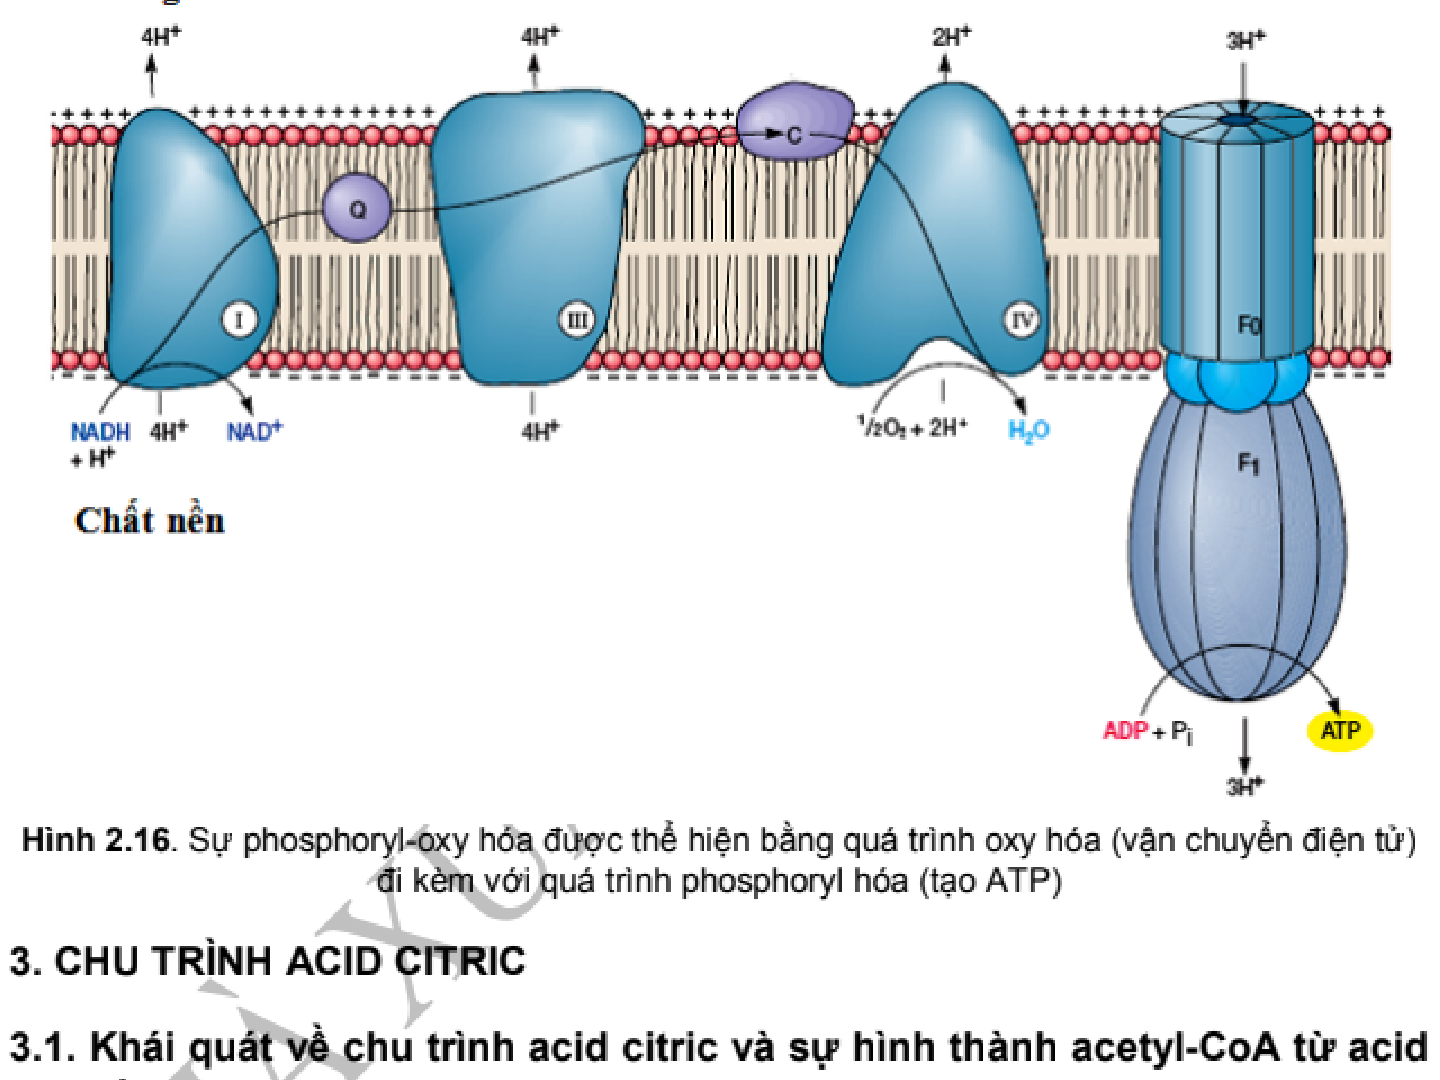 4H⁺ 4H⁺ 2H⁺ 3H⁺
+ + + + + + + + + + + + + + + + + + + + + + + + + + + + + + + + + + +
C
Q
I III IV F0
NADH 4H⁺ NAD⁺ 4H⁺ ½O₂ + 2H⁺ H₂O
+ H⁺
F1
Chất nền
ADP + Pi ATP
3H⁺
Hình 2.16. Sự phosphoryl-oxy hóa được thể hiện bằng quá trình oxy hóa (vận chuyển điện tử)
đi kèm với quá trình phosphoryl hóa (tạo ATP)
3. CHU TRÌNH ACID CITRIC
3.1. Khái quát về chu trình acid citric và sự hình thành acetyl-CoA từ acid